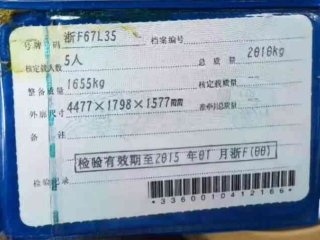 号牌号码 浙F67L35 档案编号
核定载人数 5人 总质量 2010kg
整备质量 1655kg 核定载质量
外廓尺寸 4477×1798×1577㎜ 准牵引总质量
备注
检验有效期至2015年01月浙F(00)
检验记录
*3360010412186*